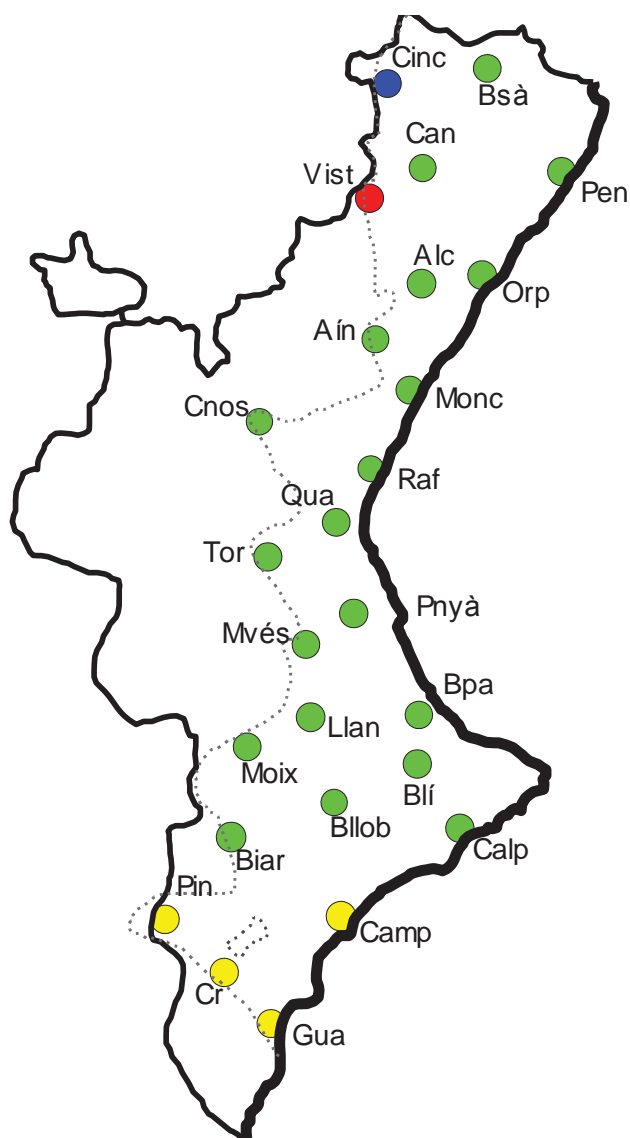 Cinc
Bsà
Can
Vist
Pen
Alc
Orp
Aín
Monc
Cnos
Raf
Qua
Tor
Pnyà
Mvés
Bpa
Llan
Moix
Blí
Bllob
Calp
Biar
Pin
Camp
Cr
Gua